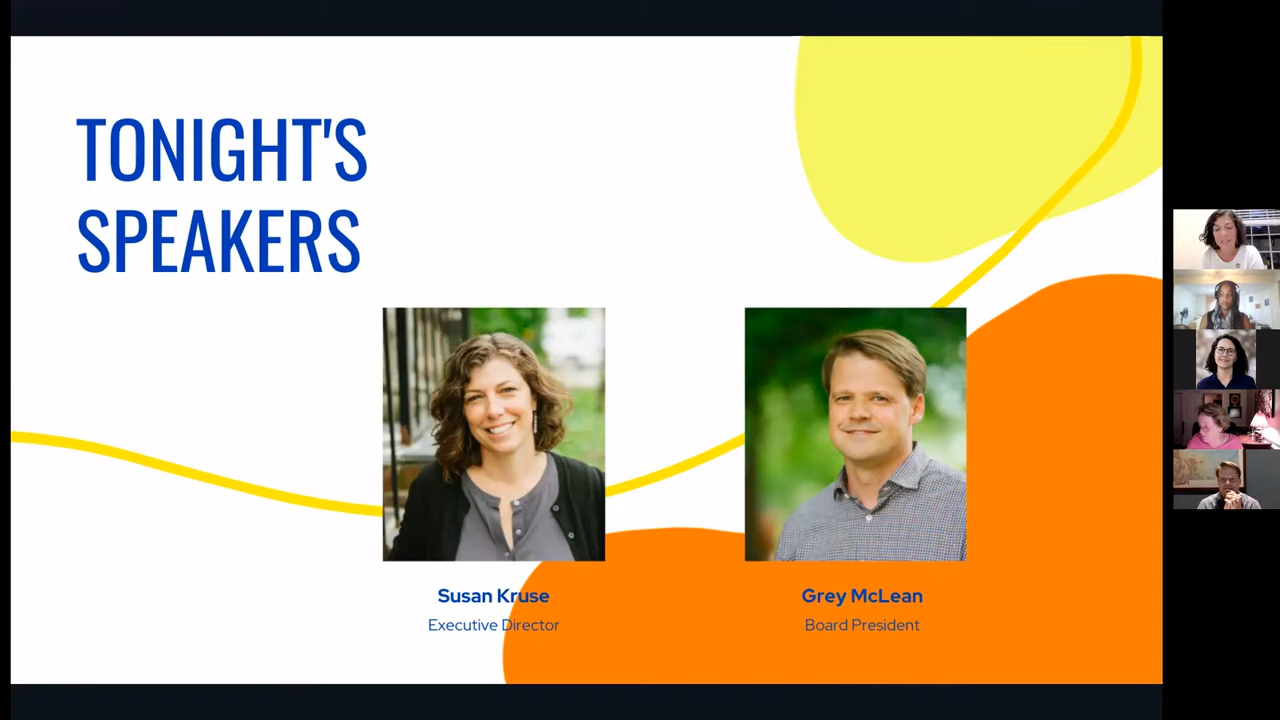 TONIGHT'S
SPEAKERS
Susan Kruse
Executive Director
Grey McLean
Board President